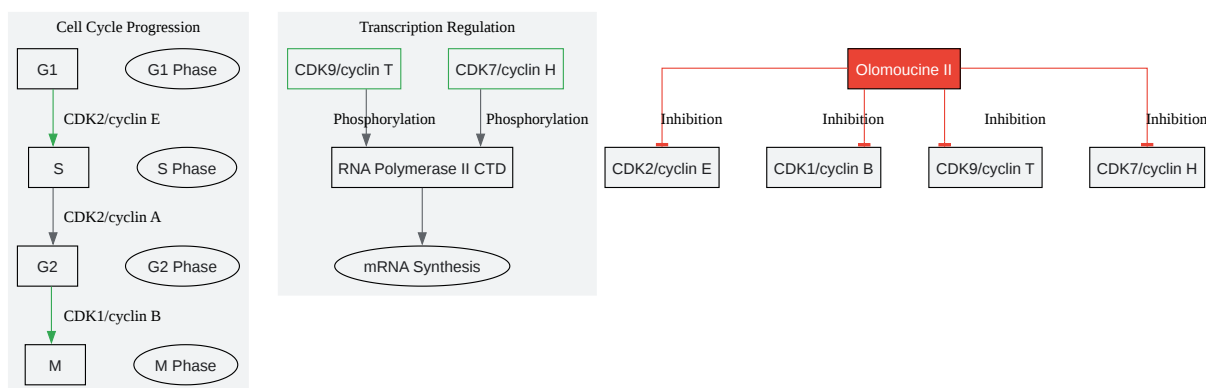 Cell Cycle Progression
G1
G1 Phase
CDK2/cyclin E
S
S Phase
CDK2/cyclin A
G2
G2 Phase
CDK1/cyclin B
M
M Phase
Transcription Regulation
CDK9/cyclin T
CDK7/cyclin H
Phosphorylation
Phosphorylation
RNA Polymerase II CTD
mRNA Synthesis
Olomoucine II
Inhibition
Inhibition
Inhibition
Inhibition
CDK2/cyclin E
CDK1/cyclin B
CDK9/cyclin T
CDK7/cyclin H